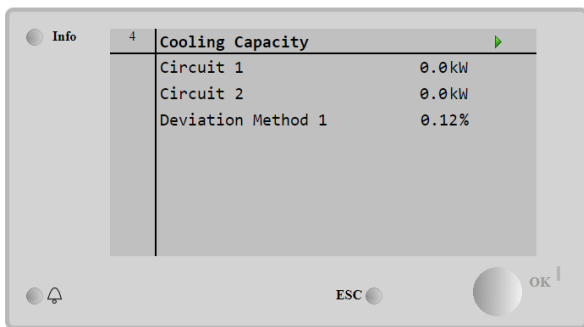 Info
4 Cooling Capacity
Circuit 1 0.0kW
Circuit 2 0.0kW
Deviation Method 1 0.12%
ESC
OK